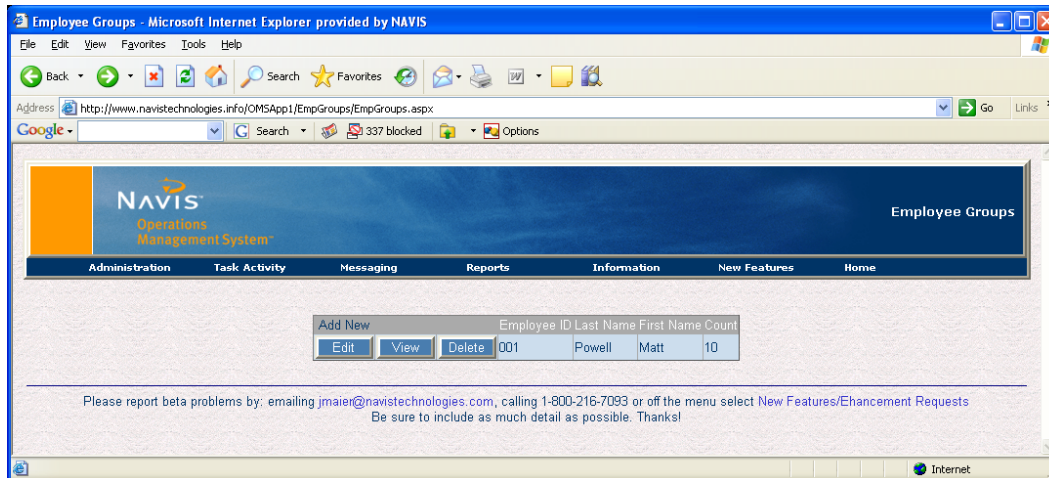 Employee Groups - Microsoft Internet Explorer provided by NAVIS
File Edit View Favorites Tools Help
Back Search Favorites
Address http://www.navistechnologies.info/OMSApp1/EmpGroups/EmpGroups.aspx Go Links
Google Search 337 blocked Options
NAVIS
Operations
Management System
Employee Groups
Administration Task Activity Messaging Reports Information New Features Home
Add New Employee ID Last Name First Name Count
Edit View Delete 001 Powell Matt 10
Please report beta problems by: emailing jmaier@navistechnologies.com, calling 1-800-216-7093 or off the menu select New Features/Ehancement Requests
Be sure to include as much detail as possible. Thanks!
Internet